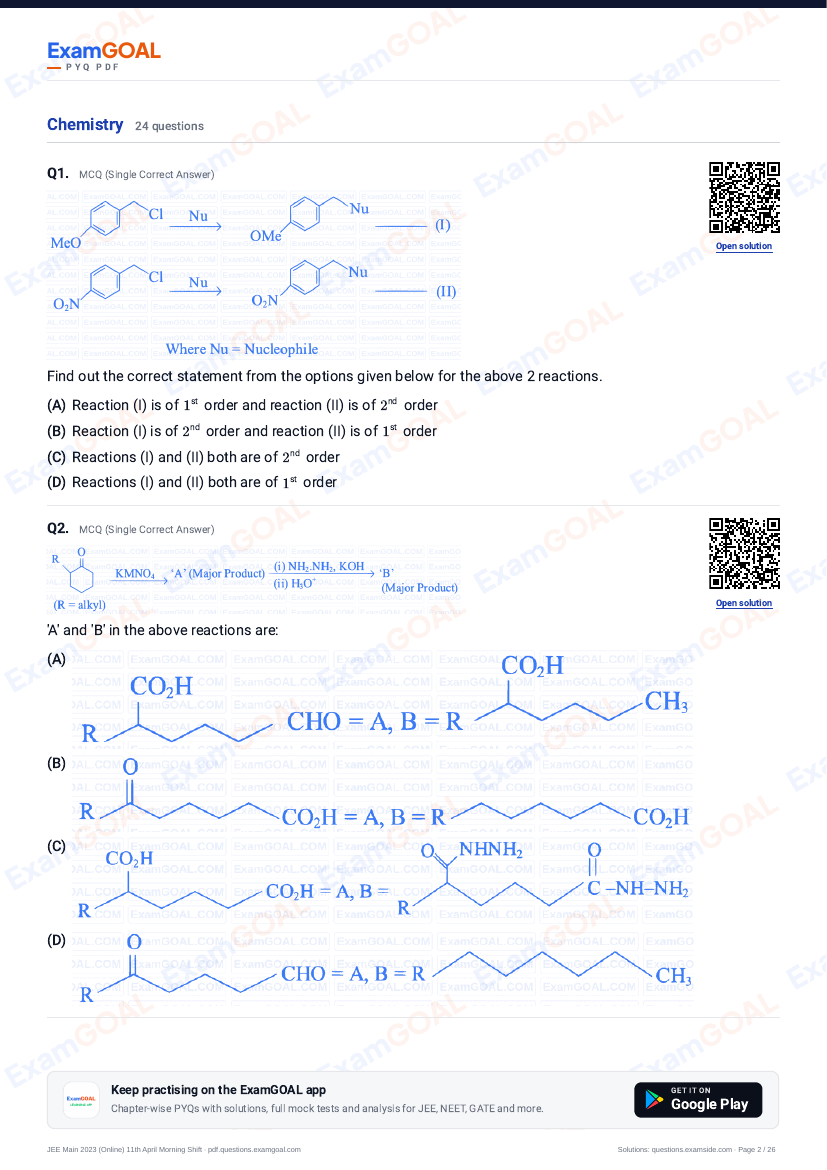 ExamGOAL
PYQ PDF
Chemistry 24 questions
Q1. MCQ (Single Correct Answer)
Open solution
Cl Nu Nu (I)
MeO OMe
Cl Nu Nu (II)
O₂N O₂N
Where Nu = Nucleophile
Find out the correct statement from the options given below for the above 2 reactions.
(A) Reaction (I) is of 1st order and reaction (II) is of 2nd order
(B) Reaction (I) is of 2nd order and reaction (II) is of 1st order
(C) Reactions (I) and (II) both are of 2nd order
(D) Reactions (I) and (II) both are of 1st order
Q2. MCQ (Single Correct Answer)
Open solution
R O
KMNO₄ 'A' (Major Product) (i) NH₂.NH₂, KOH 'B'
(ii) H₃O⁺ (Major Product)
(R = alkyl)
'A' and 'B' in the above reactions are:
(A) CO₂H CO₂H
R CHO = A, B = R CH₃
(B) O
R CO₂H = A, B = R CO₂H
(C) CO₂H O NHNH₂ O
R CO₂H = A, B = R C –NH–NH₂
(D) O
R CHO = A, B = R CH₃
ExamGOAL
Keep practising on the ExamGOAL app
Chapter-wise PYQs with solutions, full mock tests and analysis for JEE, NEET, GATE and more.
GET IT ON
Google Play
JEE Main 2023 (Online) 11th April Morning Shift · pdf.questions.examgoal.com
Solutions: questions.examside.com · Page 2 / 26